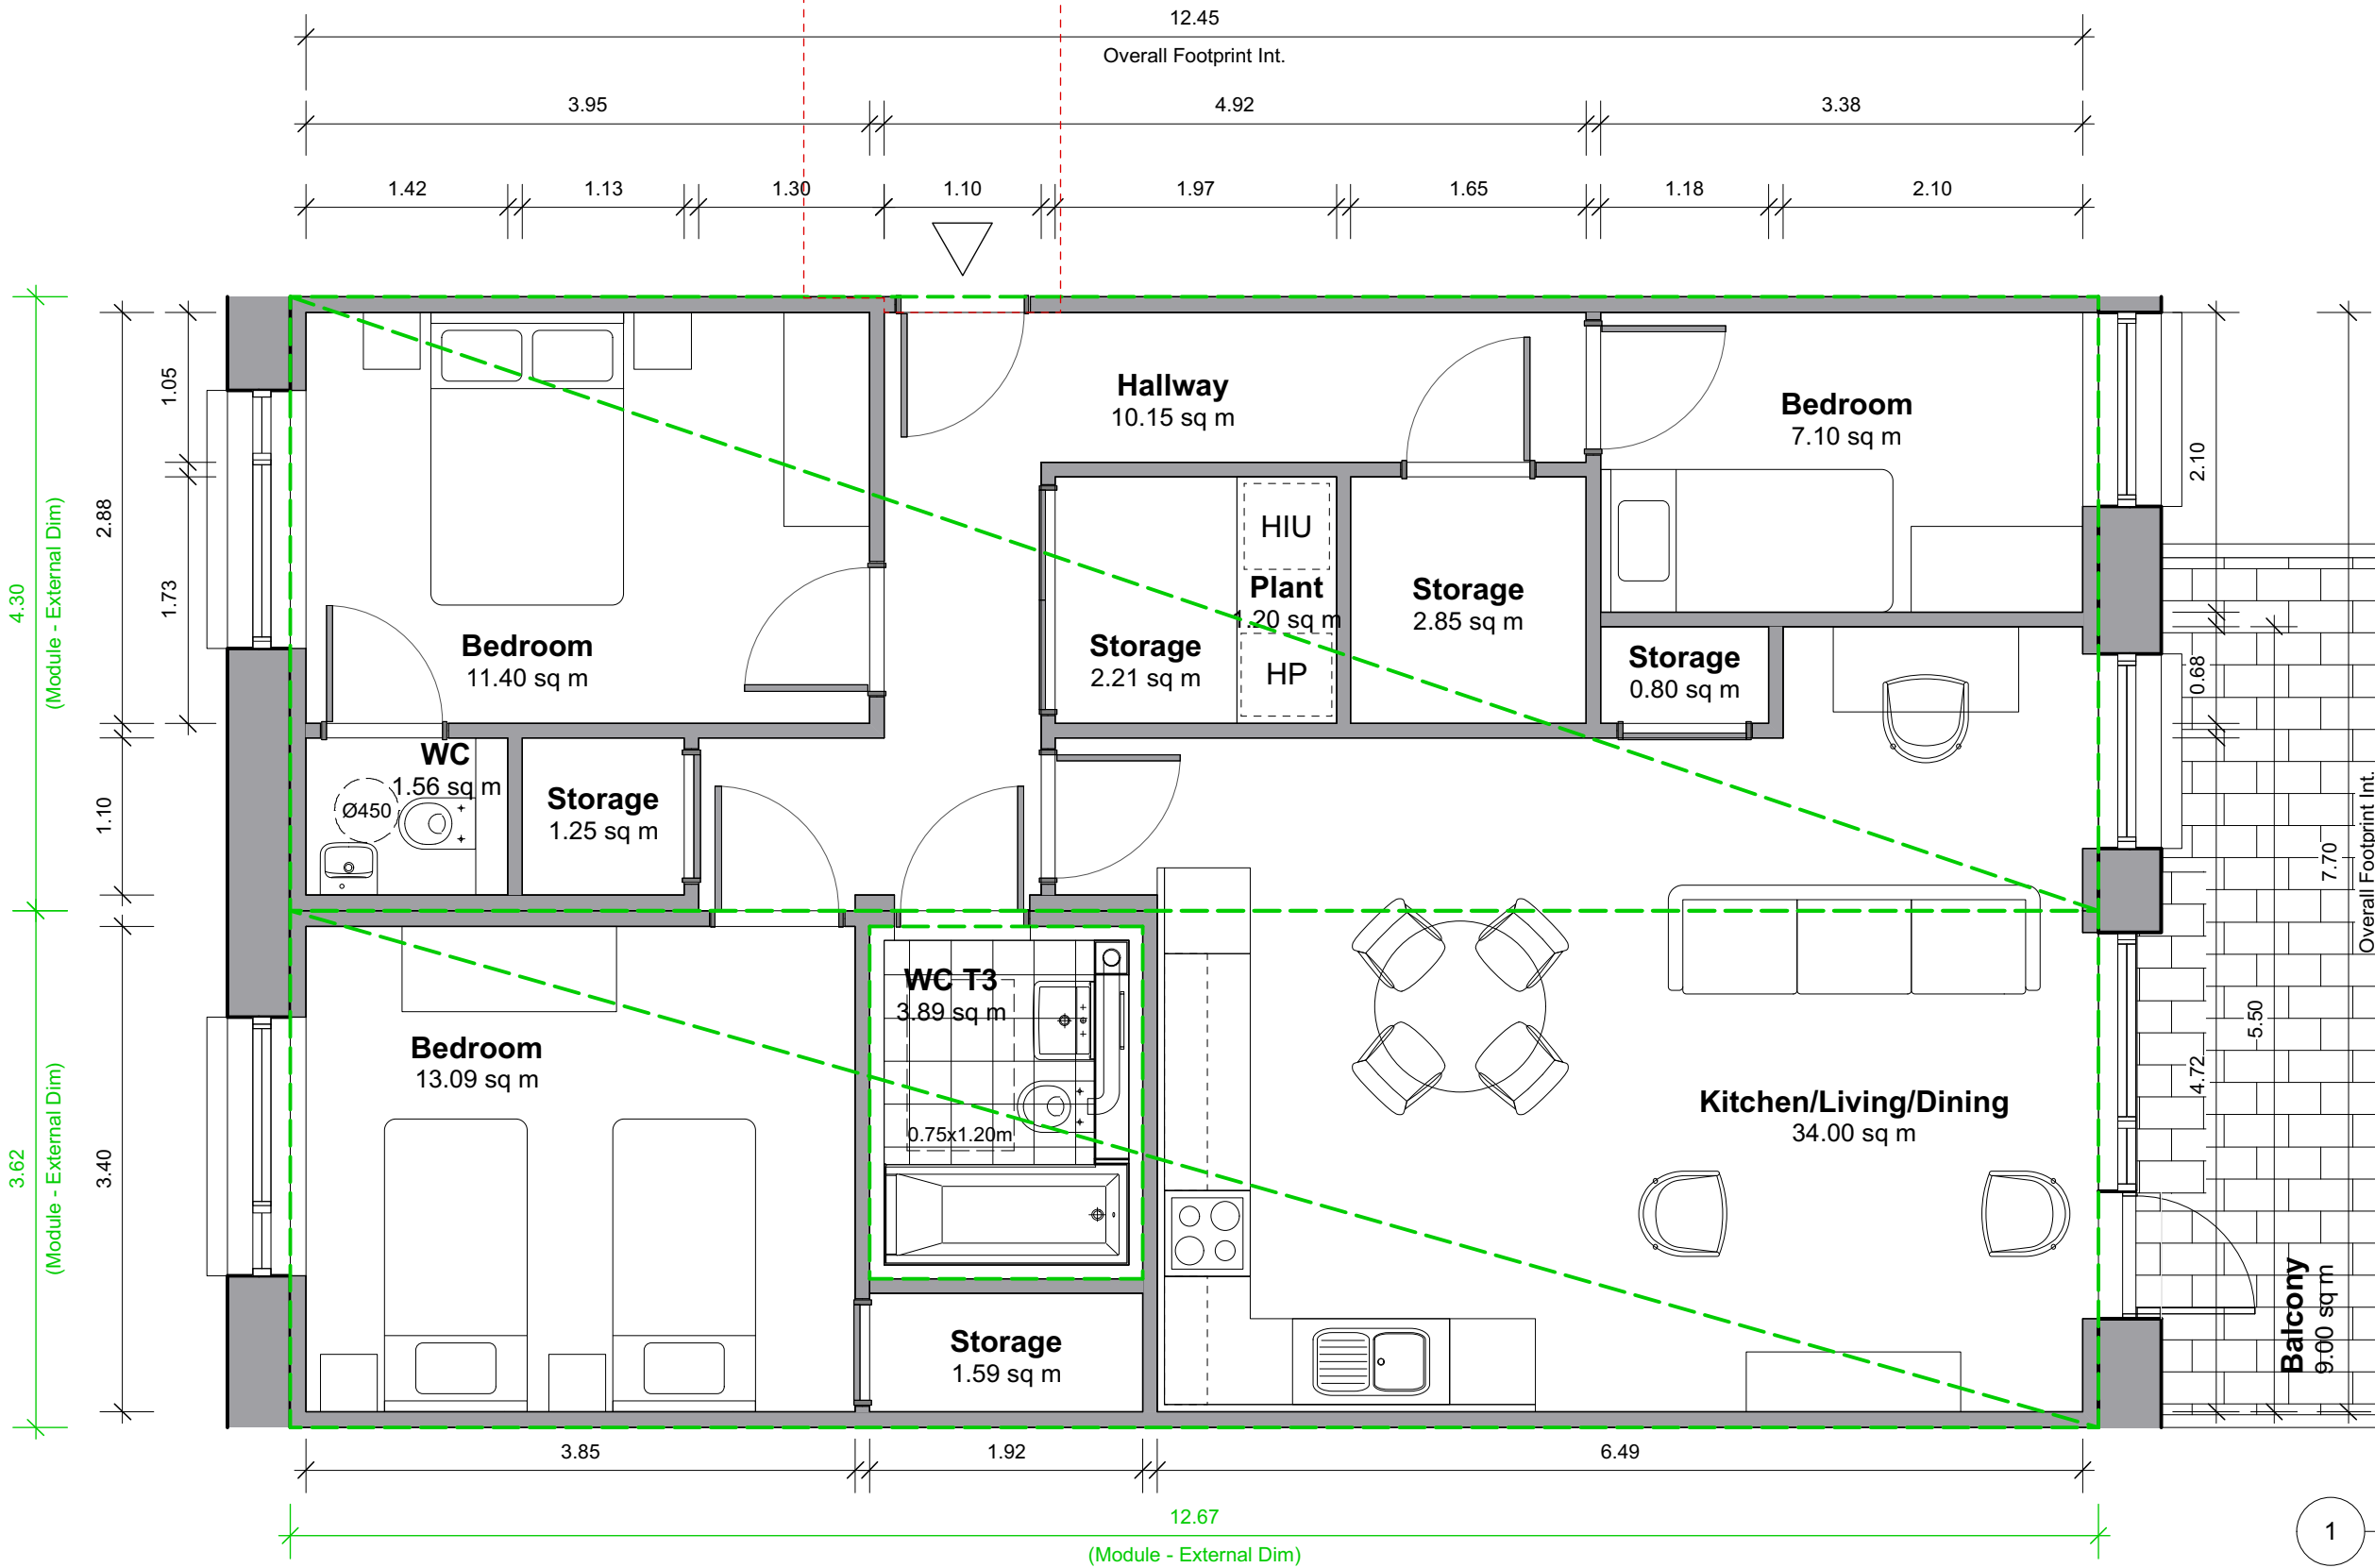 12.45
Overall Footprint Int.
3.95
4.92
3.38
1.42
1.13
1.30
1.10
1.97
1.65
1.18
2.10
4.30
(Module - External Dim)
2.88
1.05
1.73
1.10
3.62
(Module - External Dim)
3.40
Hallway
10.15 sq m
Bedroom
7.10 sq m
HIU
Plant
1.20 sq m
HP
Storage
2.85 sq m
Storage
2.21 sq m
Bedroom
11.40 sq m
Storage
0.80 sq m
WC
1.56 sq m
Ø450
Storage
1.25 sq m
WC T3
3.89 sq m
0.75x1.20m
Bedroom
13.09 sq m
Kitchen/Living/Dining
34.00 sq m
Storage
1.59 sq m
2.10
0.68
4.72
5.50
7.70
Overall Footprint Int.
Balcony
9.00 sq m
3.85
1.92
6.49
12.67
(Module - External Dim)
1